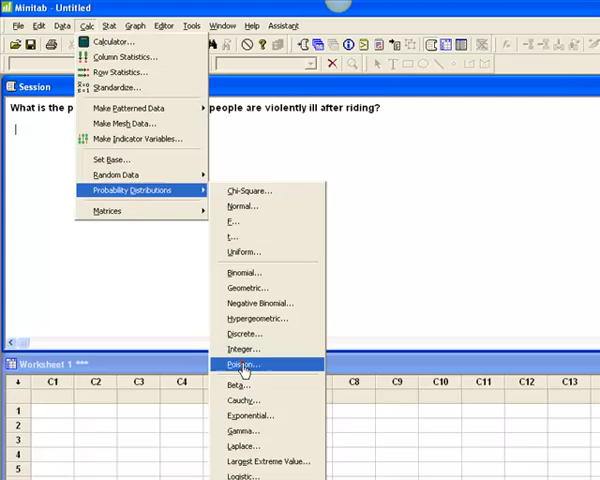 Minitab - Untitled
File Edit Data Calc Stat Graph Editor Tools Window Help Assistant
Calculator...
Column Statistics...
Row Statistics...
Standardize...
Make Patterned Data
Make Mesh Data...
Make Indicator Variables...
Set Base...
Random Data
Probability Distributions
Matrices
Session
What is the p people are violently ill after riding?
Chi-Square...
Normal...
F...
t...
Uniform...
Binomial...
Geometric...
Negative Binomial...
Hypergeometric...
Discrete...
Integer...
Poisson...
Beta...
Cauchy...
Exponential...
Gamma...
Laplace...
Largest Extreme Value...
Logistic...
Worksheet 1 ***
C1 C2 C3 C4 C8 C9 C10 C11 C12 C13
1
2
3
4
5